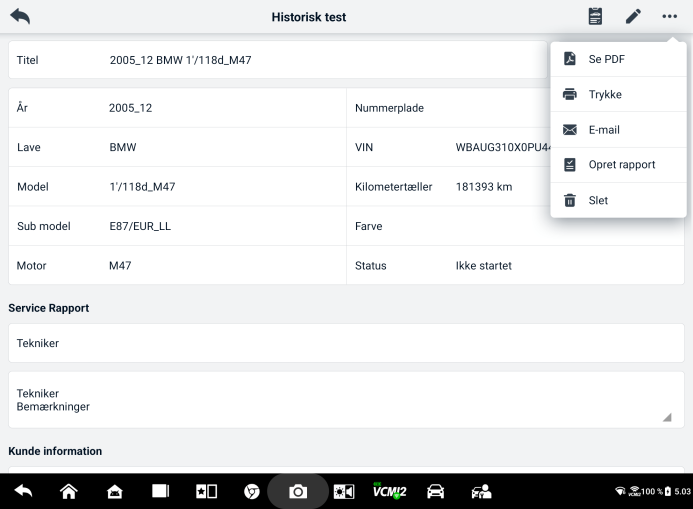 Historisk test
Titel 2005_12 BMW 1'/118d_M47
År 2005_12 Nummerplade
Lave BMW VIN WBAUG310X0PU44
Model 1'/118d_M47 Kilometertæller 181393 km
Sub model E87/EUR_LL Farve
Motor M47 Status Ikke startet
Se PDF
Trykke
E-mail
Opret rapport
Slet
Service Rapport
Tekniker
Tekniker
Bemærkninger
Kunde information
VCMI2 VCMI2 100 % 5.03